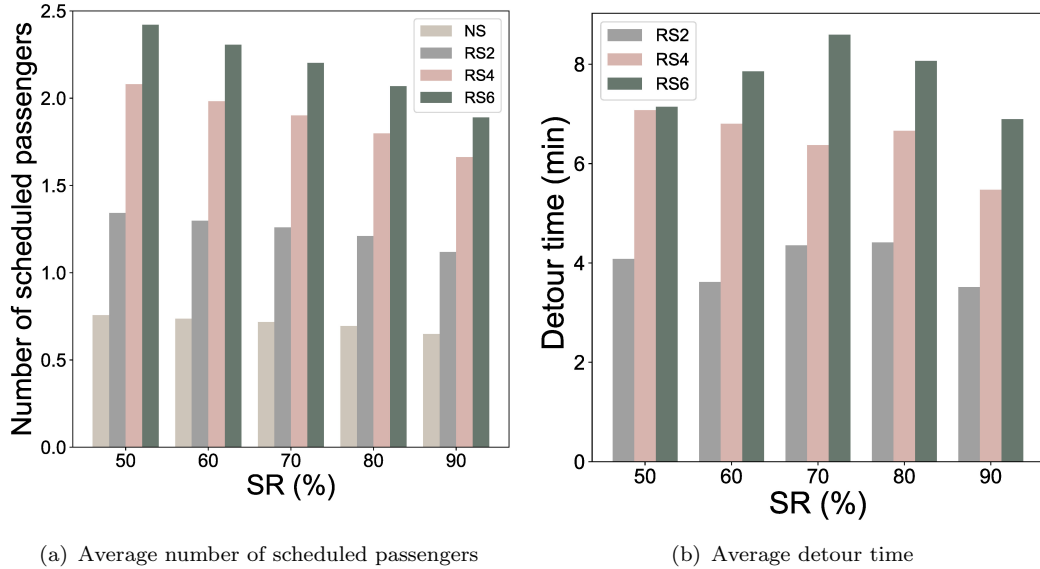 Number of scheduled passengers
2.5
2.0
1.5
1.0
0.5
0.0
NS
RS2
RS4
RS6
50 60 70 80 90
SR (%)
(a) Average number of scheduled passengers
Detour time (min)
8
6
4
2
0
RS2
RS4
RS6
50 60 70 80 90
SR (%)
(b) Average detour time